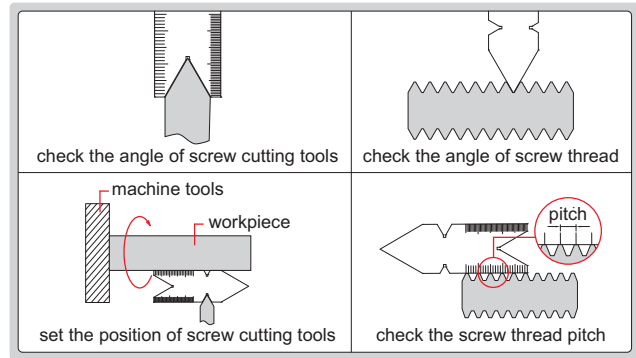 check the angle of screw cutting tools
check the angle of screw thread
machine tools
workpiece
set the position of screw cutting tools
pitch
check the screw thread pitch